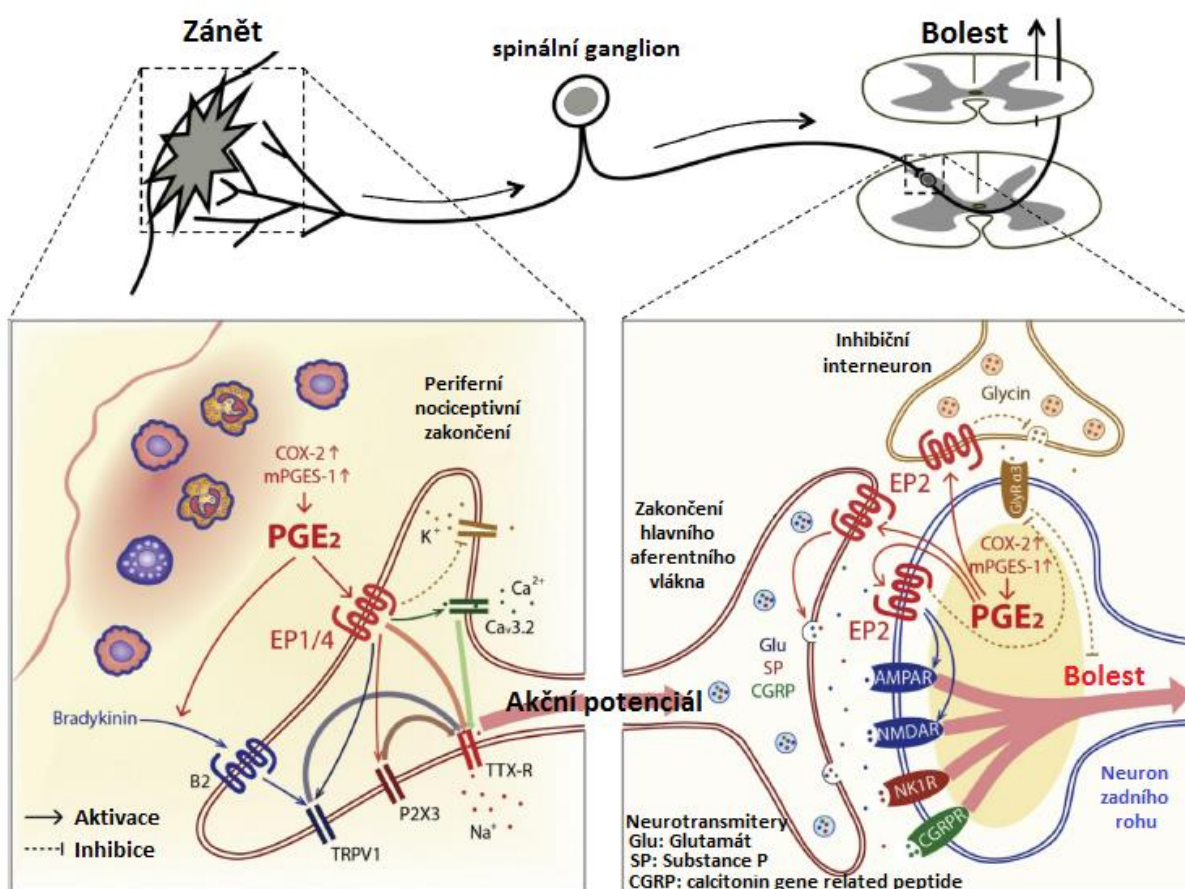 Zánět
spinální ganglion
Bolest
Periferní
nociceptivní
zakončení
COX-2↑
mPGES-1↑
PGE₂
K⁺
Ca²⁺
Caᵥ3.2
EP1/4
Bradykinin
B2
TRPV1
P2X3
TTX-R
Na⁺
Aktivace
Inhibice
Akční potenciál
Inhibiční
interneuron
Glycin
EP2
GlyR α3
Zakončení
hlavního
aferentního
vlákna
COX-2↑
mPGES-1↑
PGE₂
EP2
Glu
SP
CGRP
AMPAR
NMDAR
NK1R
CGRPR
Bolest
Neuron
zadního
rohu
Neurotransmitery
Glu: Glutamát
SP: Substance P
CGRP: calcitonin gene related peptide